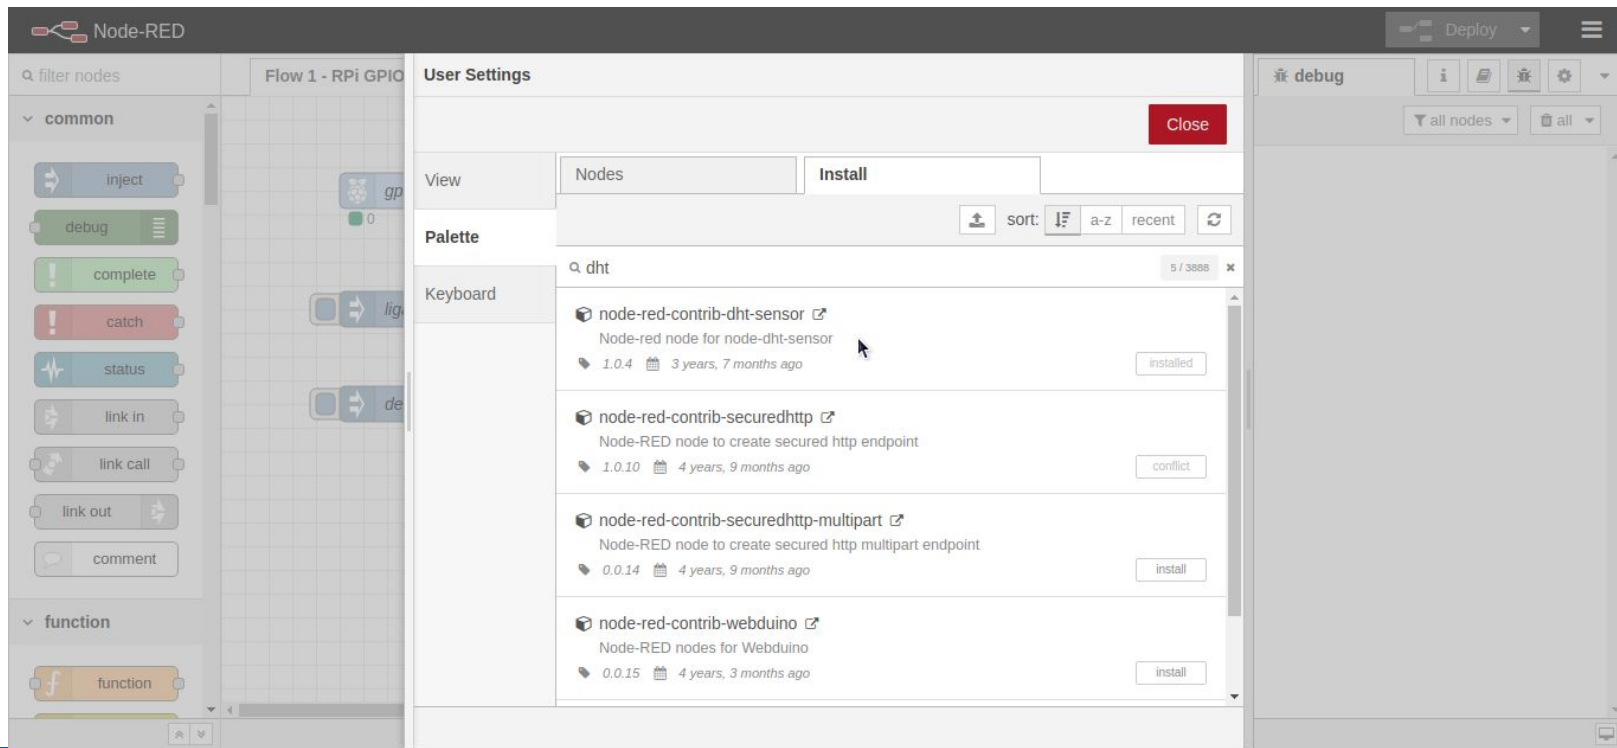 Node-RED
Deploy
filter nodes
Flow 1 - RPi GPIO
User Settings
debug
i
common
Close
all nodes
all
inject
View
Nodes
Install
gp
0
debug
sort:
a-z
recent
Palette
complete
dht
5 / 3888
Keyboard
catch
lig
node-red-contrib-dht-sensor
Node-red node for node-dht-sensor
1.0.4
3 years, 7 months ago
installed
status
de
link in
node-red-contrib-securedhttp
Node-RED node to create secured http endpoint
1.0.10
4 years, 9 months ago
conflict
link call
link out
node-red-contrib-securedhttp-multipart
Node-RED node to create secured http multipart endpoint
0.0.14
4 years, 9 months ago
install
comment
function
node-red-contrib-webduino
Node-RED nodes for Webduino
0.0.15
4 years, 3 months ago
install
function